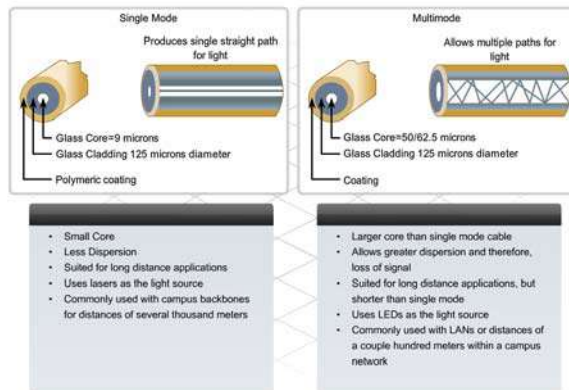 Single Mode
Produces single straight path
for light
Glass Core=9 microns
Glass Cladding 125 microns diameter
Polymeric coating
Multimode
Allows multiple paths for
light
Glass Core=50/62.5 microns
Glass Cladding 125 microns diameter
Coating
• Small Core
• Less Dispersion
• Suited for long distance applications
• Uses lasers as the light source
• Commonly used with campus backbones
for distances of several thousand meters
• Larger core than single mode cable
• Allows greater dispersion and therefore,
loss of signal
• Suited for long distance applications, but
shorter than single mode
• Uses LEDs as the light source
• Commonly used with LANs or distances of
a couple hundred meters within a campus
network